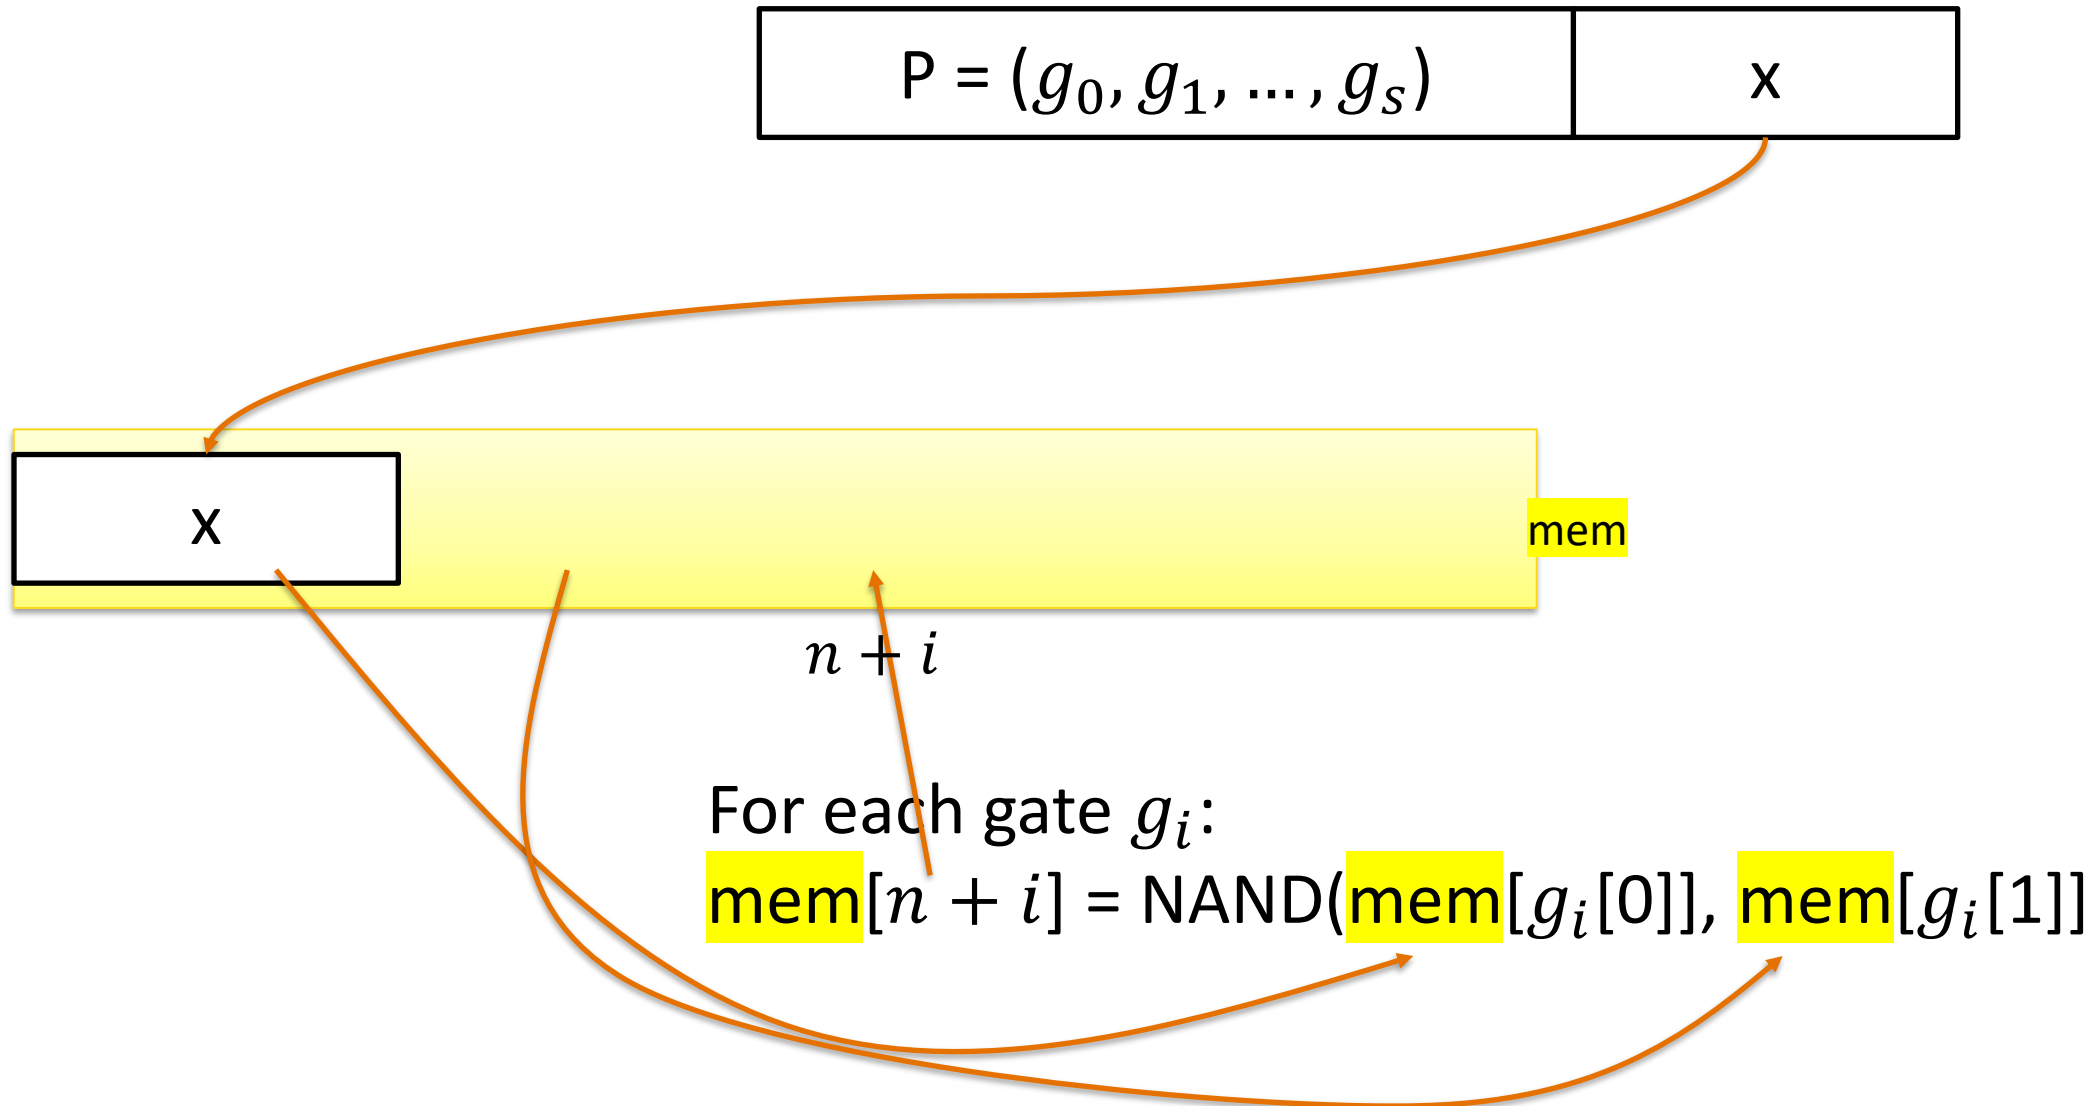 P = (g₀, g₁, … , gₛ)
x
x
mem
n + i
For each gate gᵢ:
mem[n + i] = NAND(mem[gᵢ[0]], mem[gᵢ[1]]